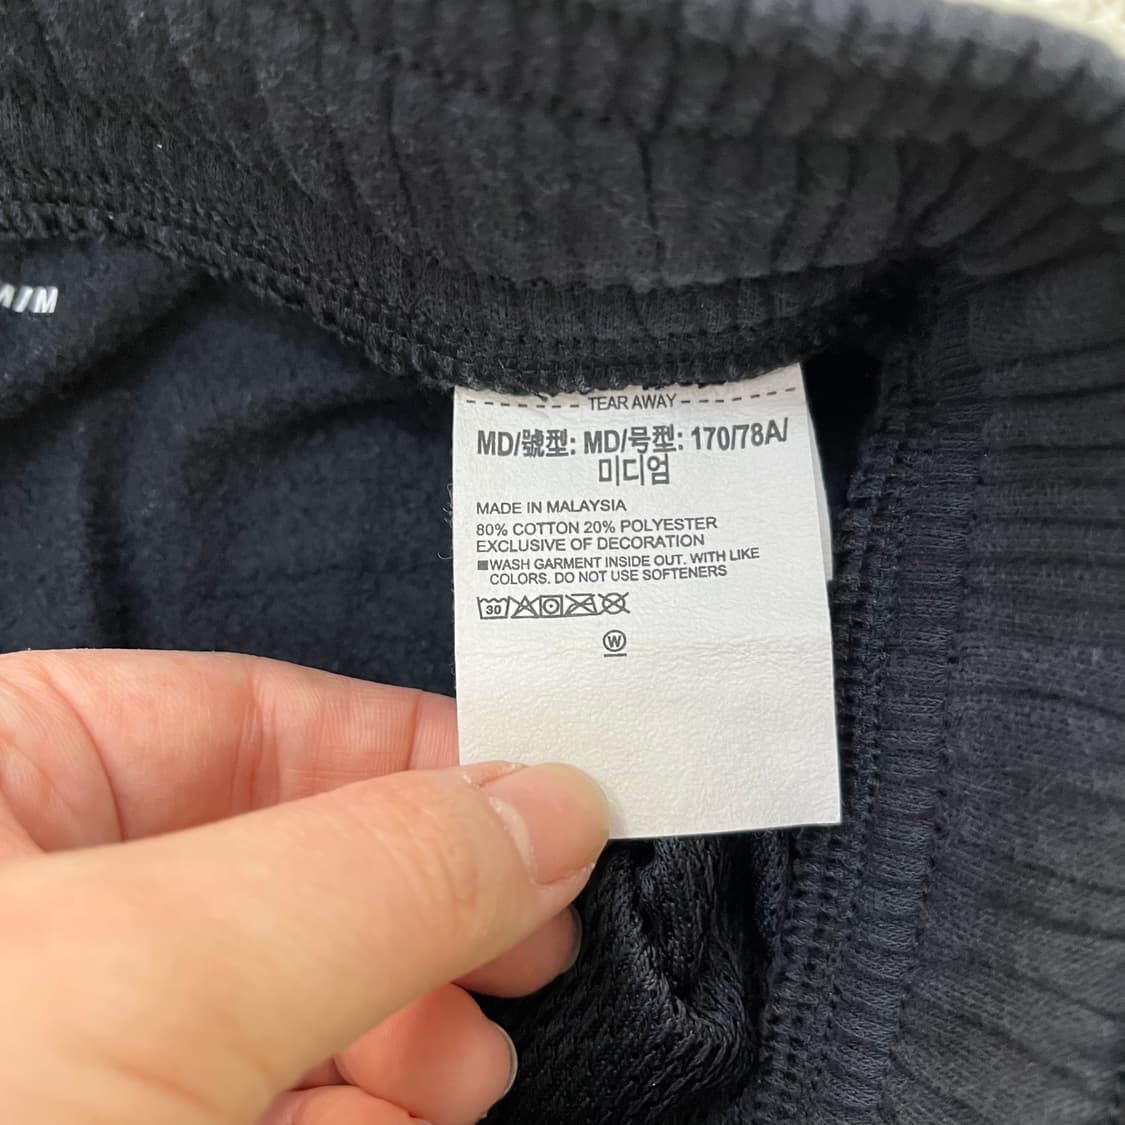 TEAR AWAY
MD/號型: MD/号型: 170/78A/
미디엄
MADE IN MALAYSIA
80% COTTON 20% POLYESTER
EXCLUSIVE OF DECORATION
■WASH GARMENT INSIDE OUT. WITH LIKE
COLORS. DO NOT USE SOFTENERS
30
W